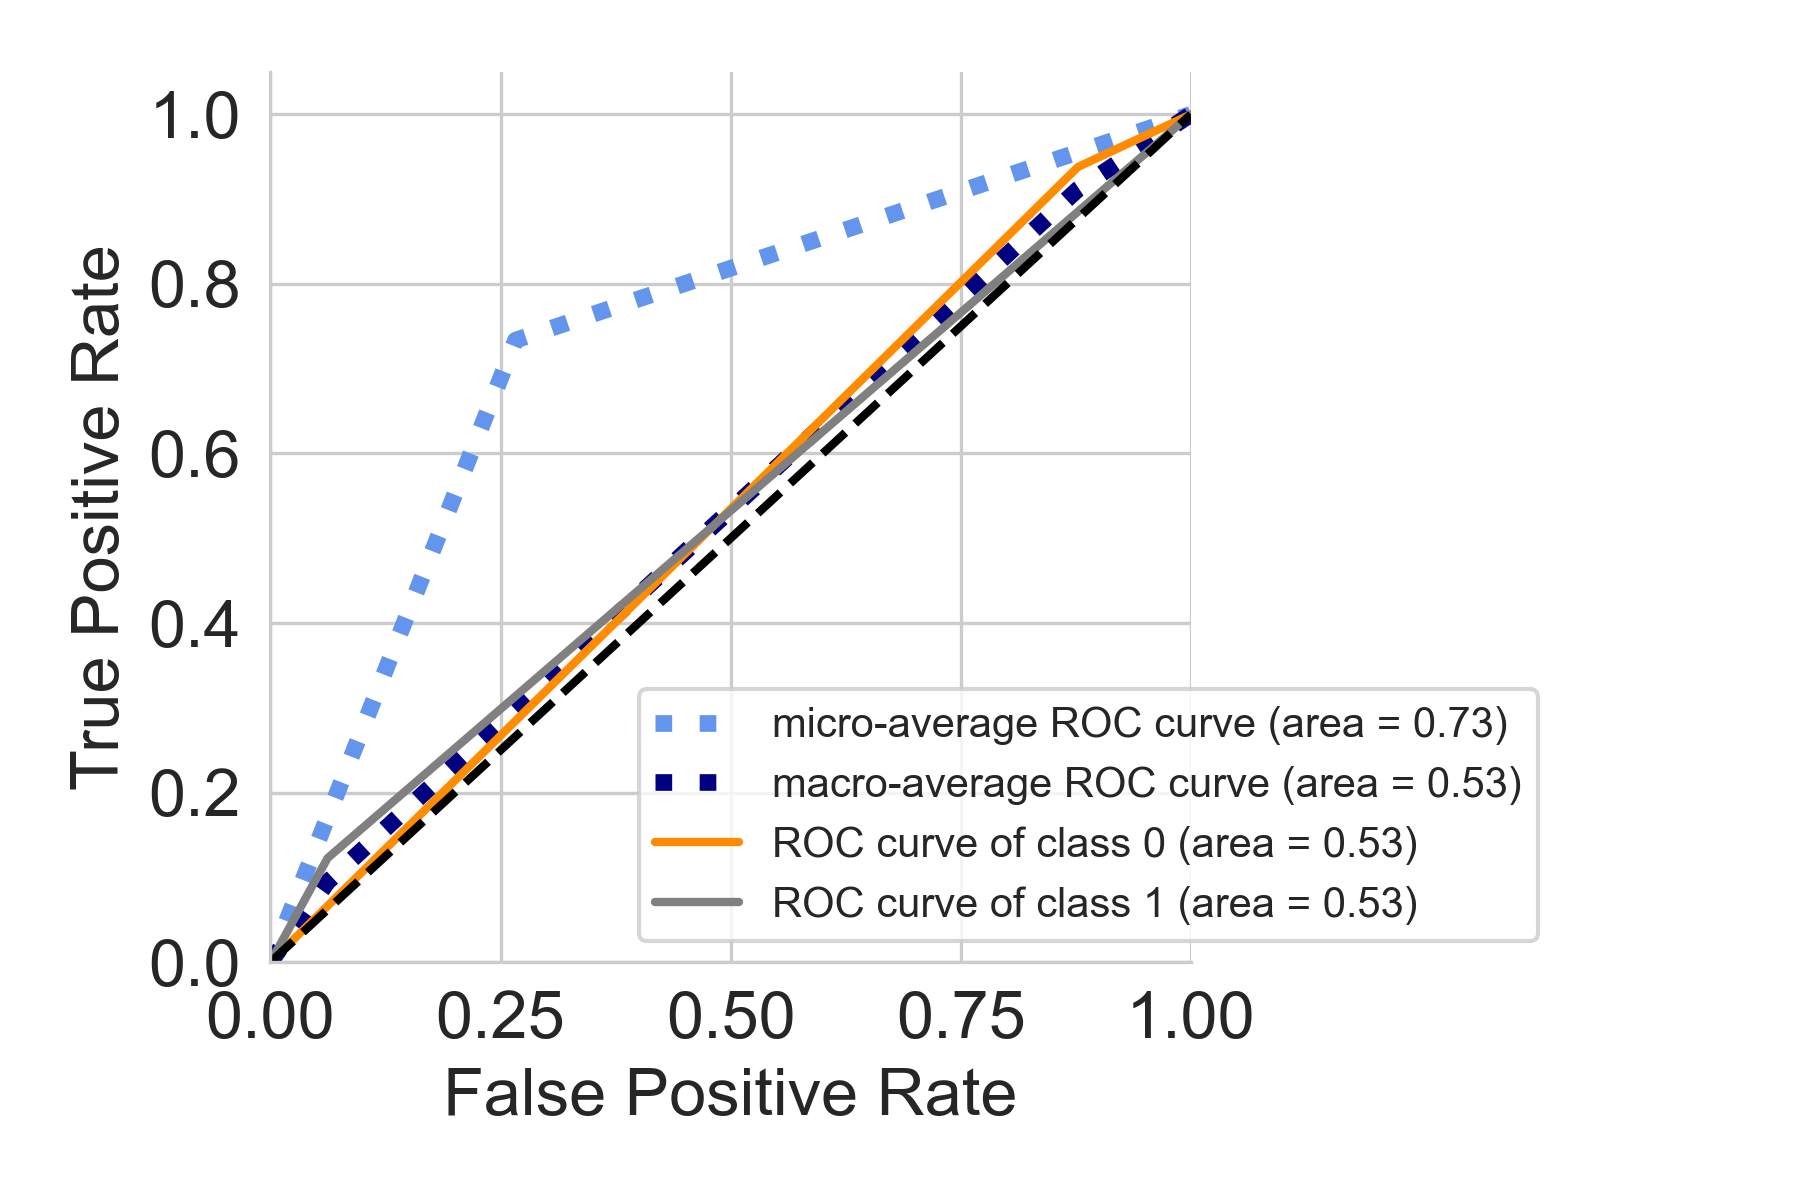 True Positive Rate
1.0
0.8
0.6
0.4
0.2
0.0
micro-average ROC curve (area = 0.73)
macro-average ROC curve (area = 0.53)
ROC curve of class 0 (area = 0.53)
ROC curve of class 1 (area = 0.53)
0.00 0.25 0.50 0.75 1.00
False Positive Rate